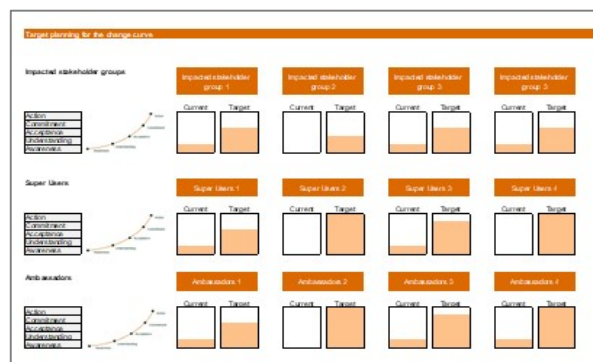 Target planning for the change curve
Impacted stakeholder groups
Impacted stakeholder group 1
Impacted stakeholder group 2
Impacted stakeholder group 3
Impacted stakeholder group 3
Current Target Current Target Current Target Current Target
Action
Commitment
Acceptance
Understanding
Awareness
Super Users
Super Users 1
Super Users 2
Super Users 3
Super Users 4
Current Target Current Target Current Target Current Target
Action
Commitment
Acceptance
Understanding
Awareness
Ambassadors
Ambassadors 1
Ambassadors 2
Ambassadors 3
Ambassadors 4
Current Target Current Target Current Target Current Target
Action
Commitment
Acceptance
Understanding
Awareness